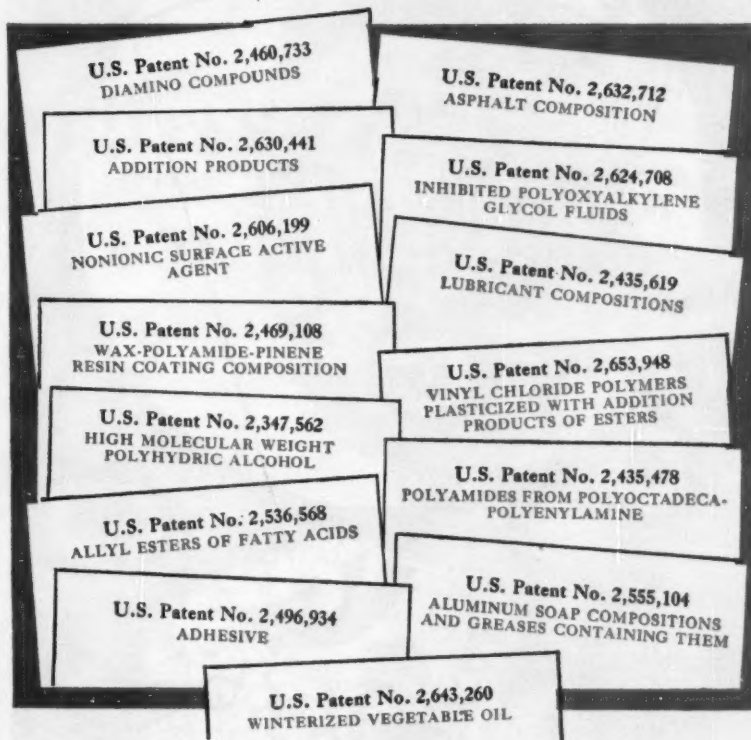 U.S. Patent No. 2,460,733
DIAMINO COMPOUNDS
U.S. Patent No. 2,630,441
ADDITION PRODUCTS
U.S. Patent No. 2,606,199
NONIONIC SURFACE ACTIVE
AGENT
U.S. Patent No. 2,469,108
WAX-POLYAMIDE-PINENE
RESIN COATING COMPOSITION
U.S. Patent No. 2,347,562
HIGH MOLECULAR WEIGHT
POLYHYDRIC ALCOHOL
U.S. Patent No. 2,536,568
ALLYL ESTERS OF FATTY ACIDS
U.S. Patent No. 2,496,934
ADHESIVE
U.S. Patent No. 2,632,712
ASPHALT COMPOSITION
U.S. Patent No. 2,624,708
INHIBITED POLYOXYALKYLENE
GLYCOL FLUIDS
U.S. Patent No. 2,435,619
LUBRICANT COMPOSITIONS
U.S. Patent No. 2,653,948
VINYL CHLORIDE POLYMERS
PLASTICIZED WITH ADDITION
PRODUCTS OF ESTERS
U.S. Patent No. 2,435,478
POLYAMIDES FROM POLYOCTADECA-
POLYENYLAMINE
U.S. Patent No. 2,555,104
ALUMINUM SOAP COMPOSITIONS
AND GREASES CONTAINING THEM
U.S. Patent No. 2,643,260
WINTERIZED VEGETABLE OIL